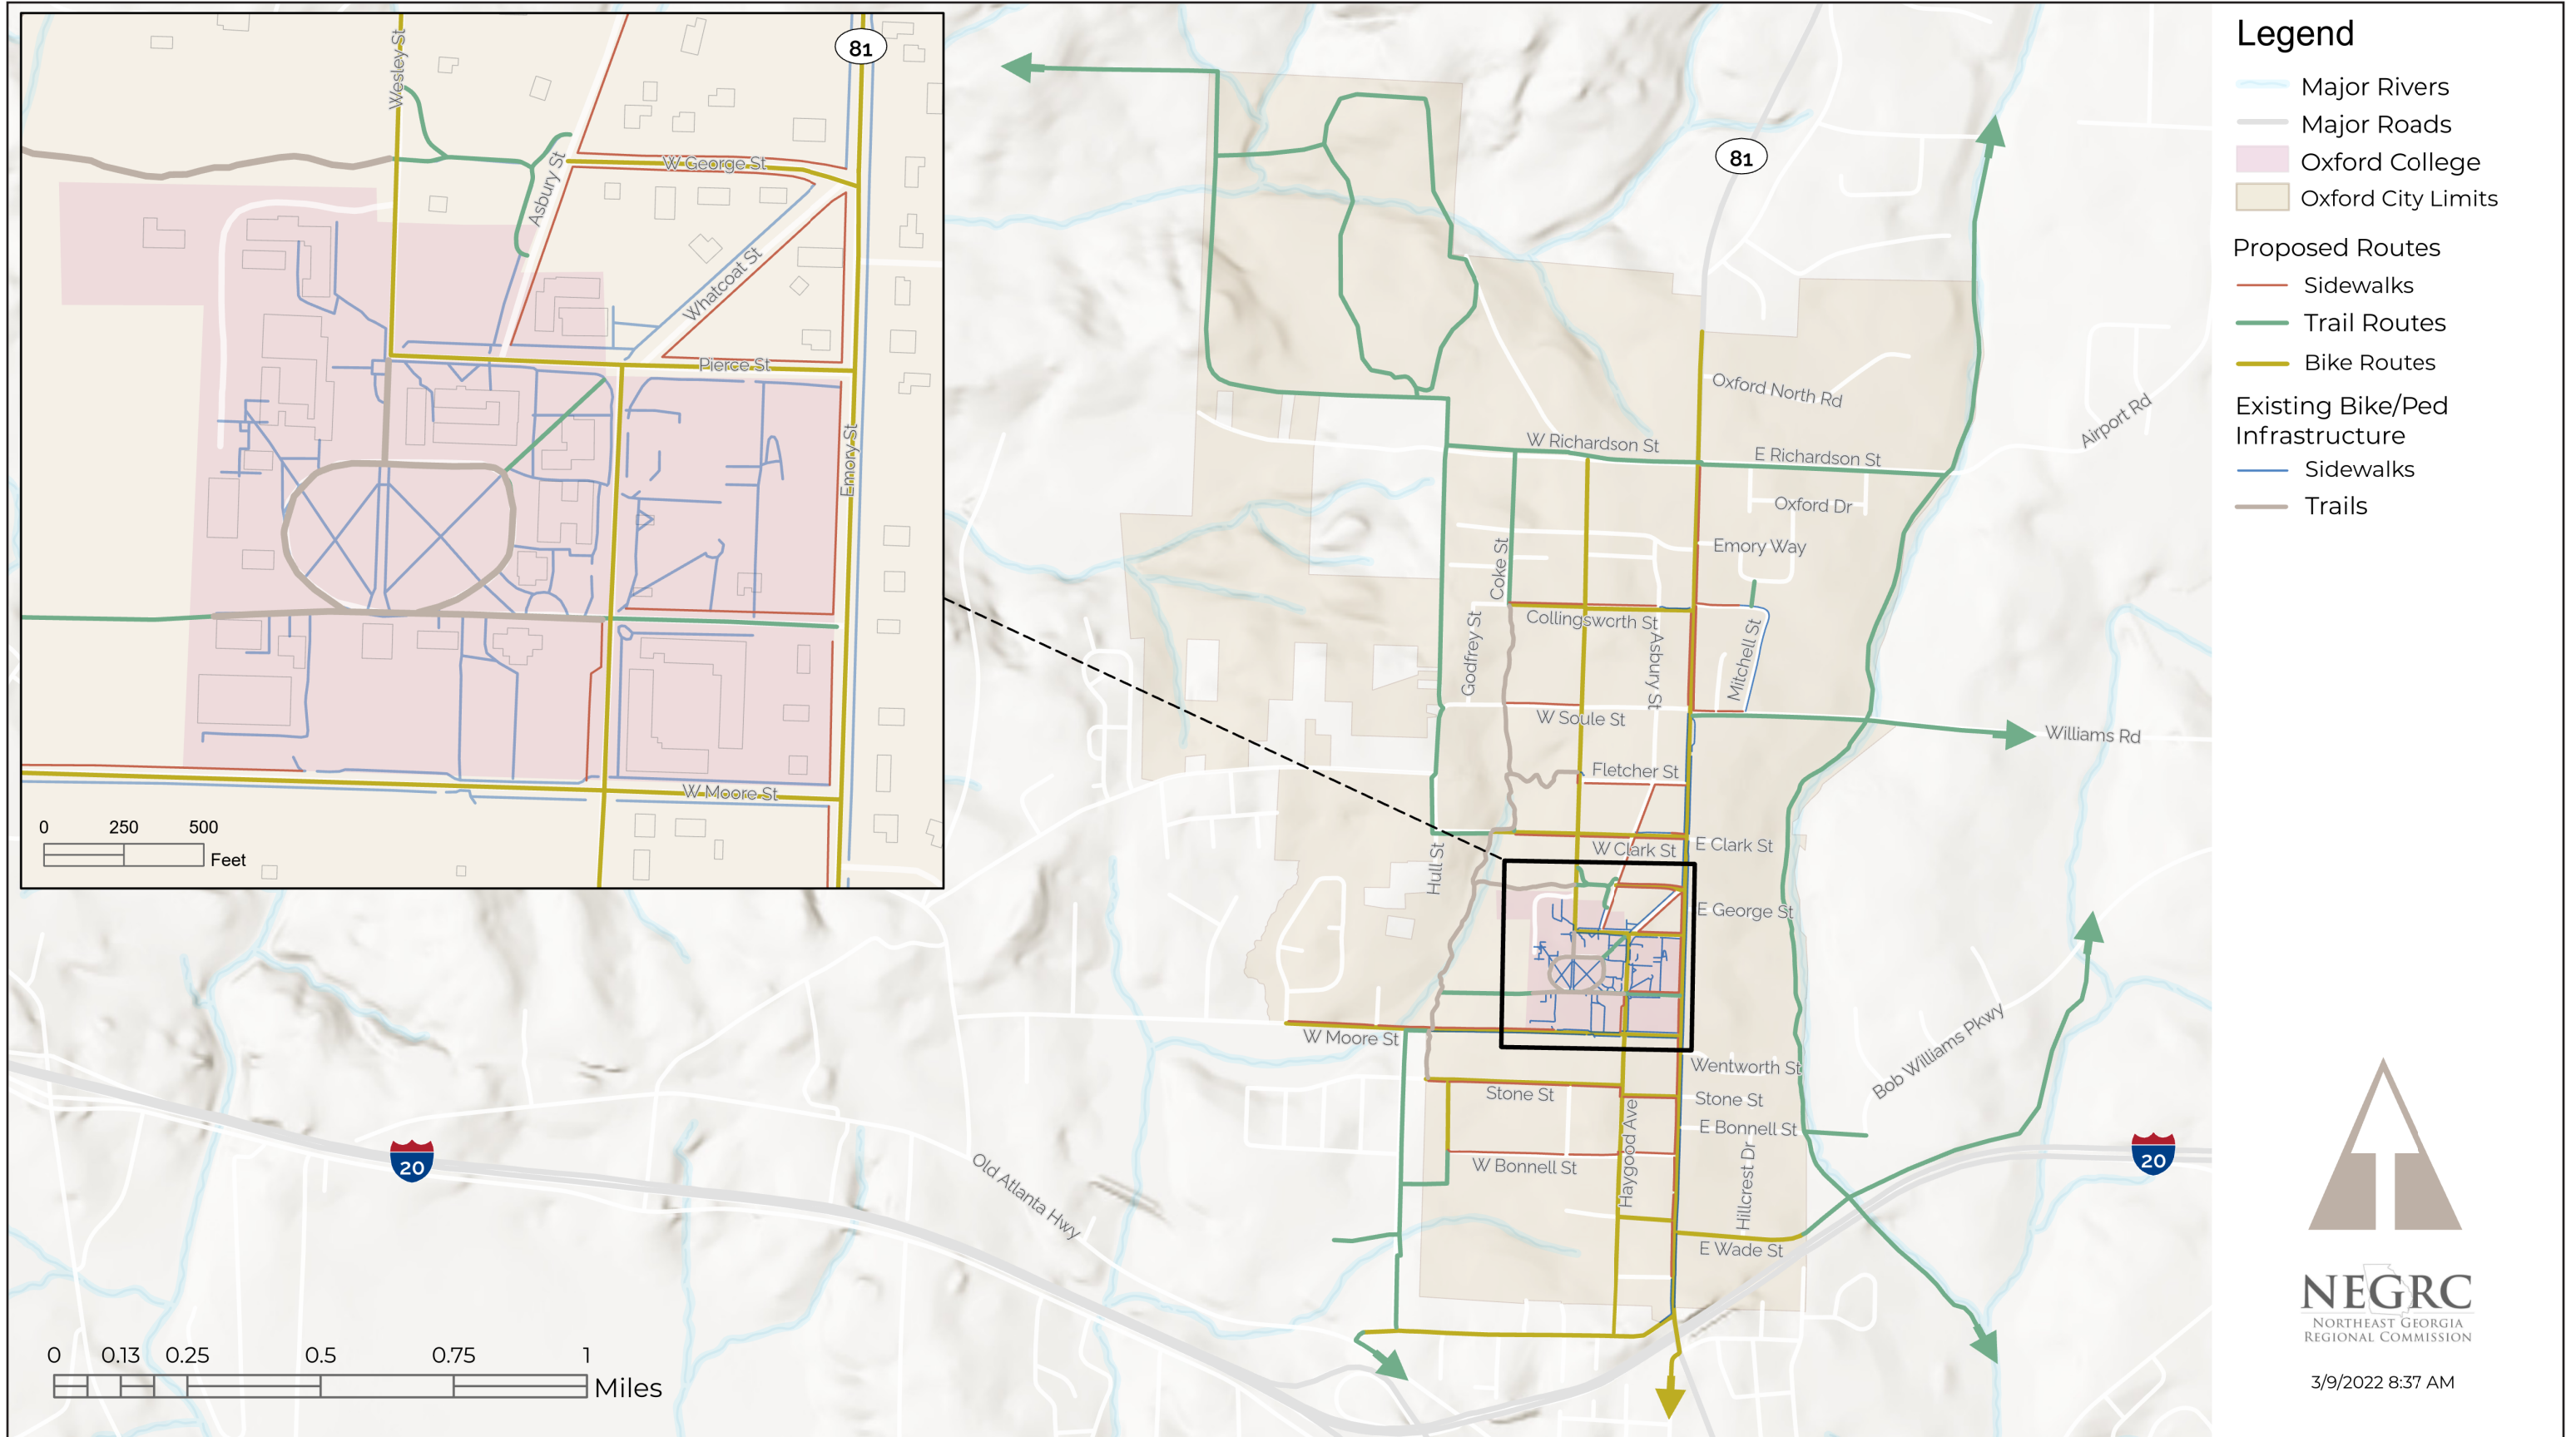 Wesley St
81
W George St
Asbury St
Whatcoat St
Pierce St
Emory St
W Moore St
0 250 500
Feet
81
Oxford North Rd
Airport Rd
W Richardson St
E Richardson St
Oxford Dr
Coke St
Emory Way
Collingsworth St
Godfrey St
Asbury St
Mitchell St
W Soule St
Williams Rd
Fletcher St
W Clark St
E Clark St
Hull St
E George St
W Moore St
Bob Williams Pkwy
Wentworth St
Stone St
Stone St
Haygood Ave
E Bonnell St
W Bonnell St
Hillcrest Dr
E Wade St
20
20
Old Atlanta Hwy
0 0.13 0.25 0.5 0.75 1
Miles
Legend
Major Rivers
Major Roads
Oxford College
Oxford City Limits
Proposed Routes
Sidewalks
Trail Routes
Bike Routes
Existing Bike/Ped
Infrastructure
Sidewalks
Trails
NEGRC
Northeast Georgia
Regional Commission
3/9/2022 8:37 AM